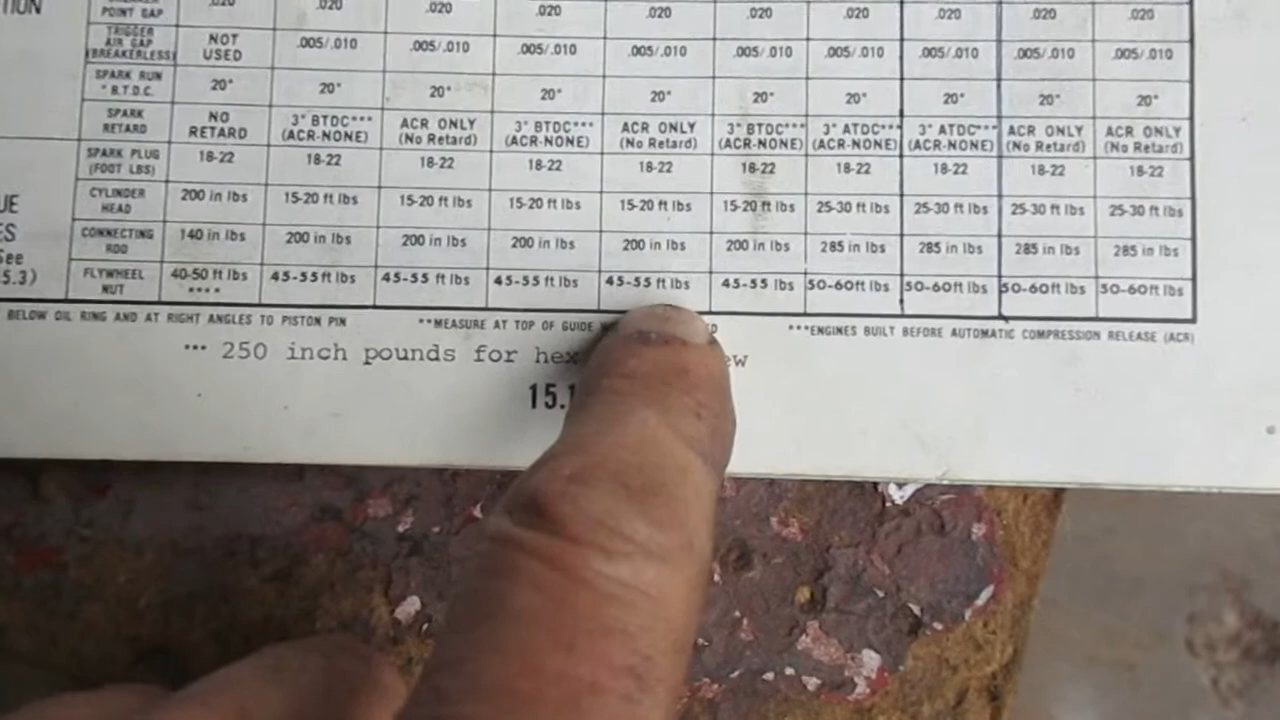 POINT GAP .020 .020 .020 .020 .020 .020 .020 .020 .020 .020
TRIGGER AIR GAP (BREAKERLESS) NOT USED .005/.010 .005/.010 .005/.010 .005/.010 .005/.010 .005/.010 .005/.010 .005/.010 .005/.010
SPARK RUN ° B.T.D.C. 20° 20° 20° 20° 20° 20° 20° 20° 20° 20°
SPARK RETARD NO RETARD 3° BTDC*** (ACR-NONE) ACR ONLY (No Retard) 3° BTDC*** (ACR-NONE) ACR ONLY (No Retard) 3° BTDC*** (ACR-NONE) 3° ATDC*** (ACR-NONE) 3° ATDC*** (ACR-NONE) ACR ONLY (No Retard) ACR ONLY (No Retard)
SPARK PLUG (FOOT LBS) 18-22 18-22 18-22 18-22 18-22 18-22 18-22 18-22 18-22 18-22
CYLINDER HEAD 200 in lbs 15-20 ft lbs 15-20 ft lbs 15-20 ft lbs 15-20 ft lbs 15-20 ft lbs 25-30 ft lbs 25-30 ft lbs 25-30 ft lbs 25-30 ft lbs
5.3) CONNECTING ROD 140 in lbs 200 in lbs 200 in lbs 200 in lbs 200 in lbs 200 in lbs 285 in lbs 285 in lbs 285 in lbs 285 in lbs
FLYWHEEL NUT 40-50 ft lbs **** 45-55 ft lbs 45-55 ft lbs 45-55 ft lbs 45-55 ft lbs 45-55 lbs 50-60 ft lbs 50-60 ft lbs 50-60 ft lbs 50-60 ft lbs
BELOW OIL RING AND AT RIGHT ANGLES TO PISTON PIN **MEASURE AT TOP OF GUIDE ***ENGINES BUILT BEFORE AUTOMATIC COMPRESSION RELEASE (ACR)
*** 250 inch pounds for hex
15.